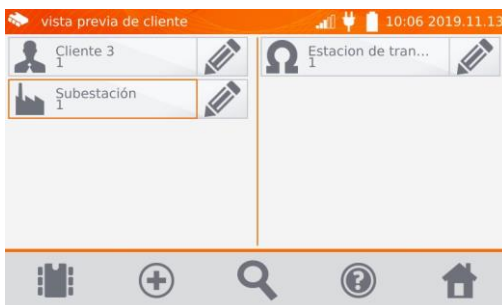 vista previa de cliente
10:06 2019.11.13
Cliente 3
1
Subestación
1
Estacion de tran...
1